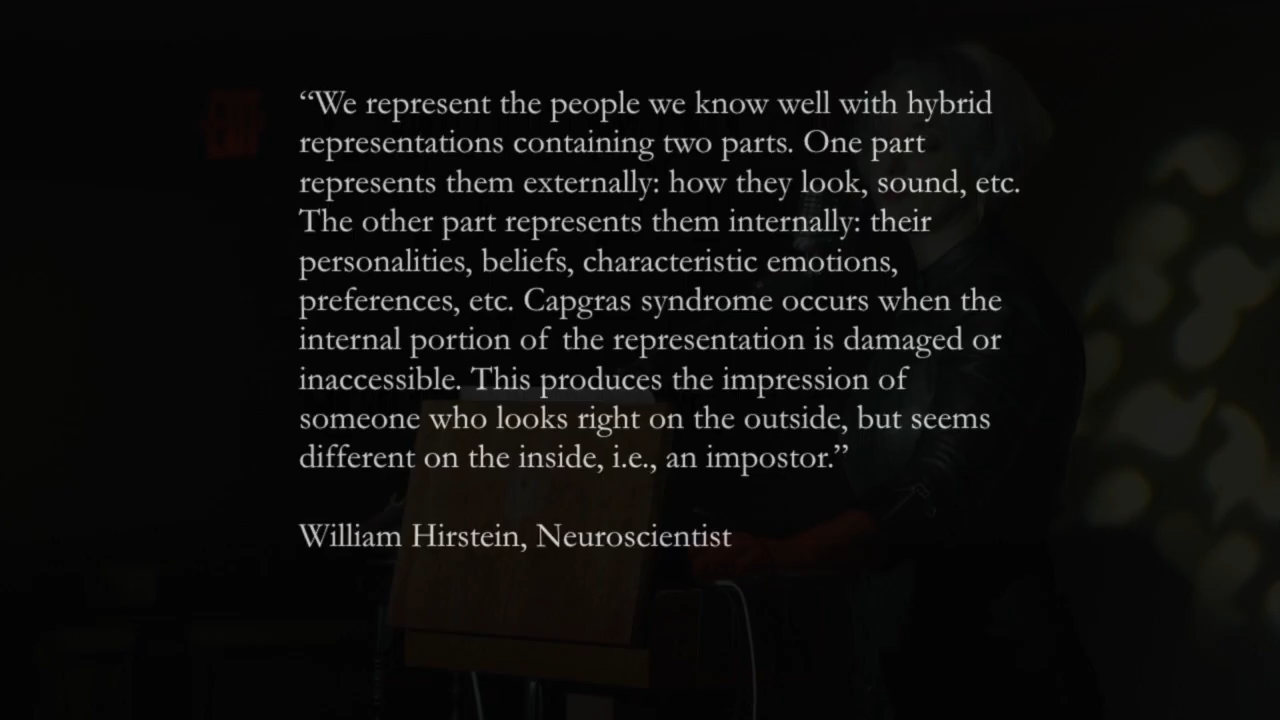 “We represent the people we know well with hybrid
representations containing two parts. One part
represents them externally: how they look, sound, etc.
The other part represents them internally: their
personalities, beliefs, characteristic emotions,
preferences, etc. Capgras syndrome occurs when the
internal portion of the representation is damaged or
inaccessible. This produces the impression of
someone who looks right on the outside, but seems
different on the inside, i.e., an impostor.”
William Hirstein, Neuroscientist